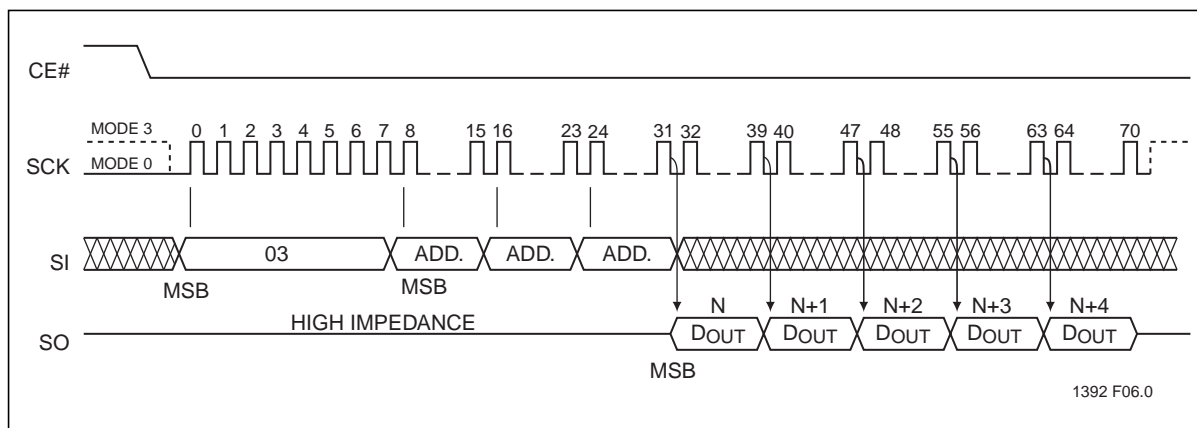 CE#
MODE 3
0 1 2 3 4 5 6 7 8 15 16 23 24 31 32 39 40 47 48 55 56 63 64 70
SCK
MODE 0
SI
03 ADD. ADD. ADD.
MSB MSB
N N+1 N+2 N+3 N+4
HIGH IMPEDANCE
SO
DOUT DOUT DOUT DOUT DOUT
MSB
1392 F06.0